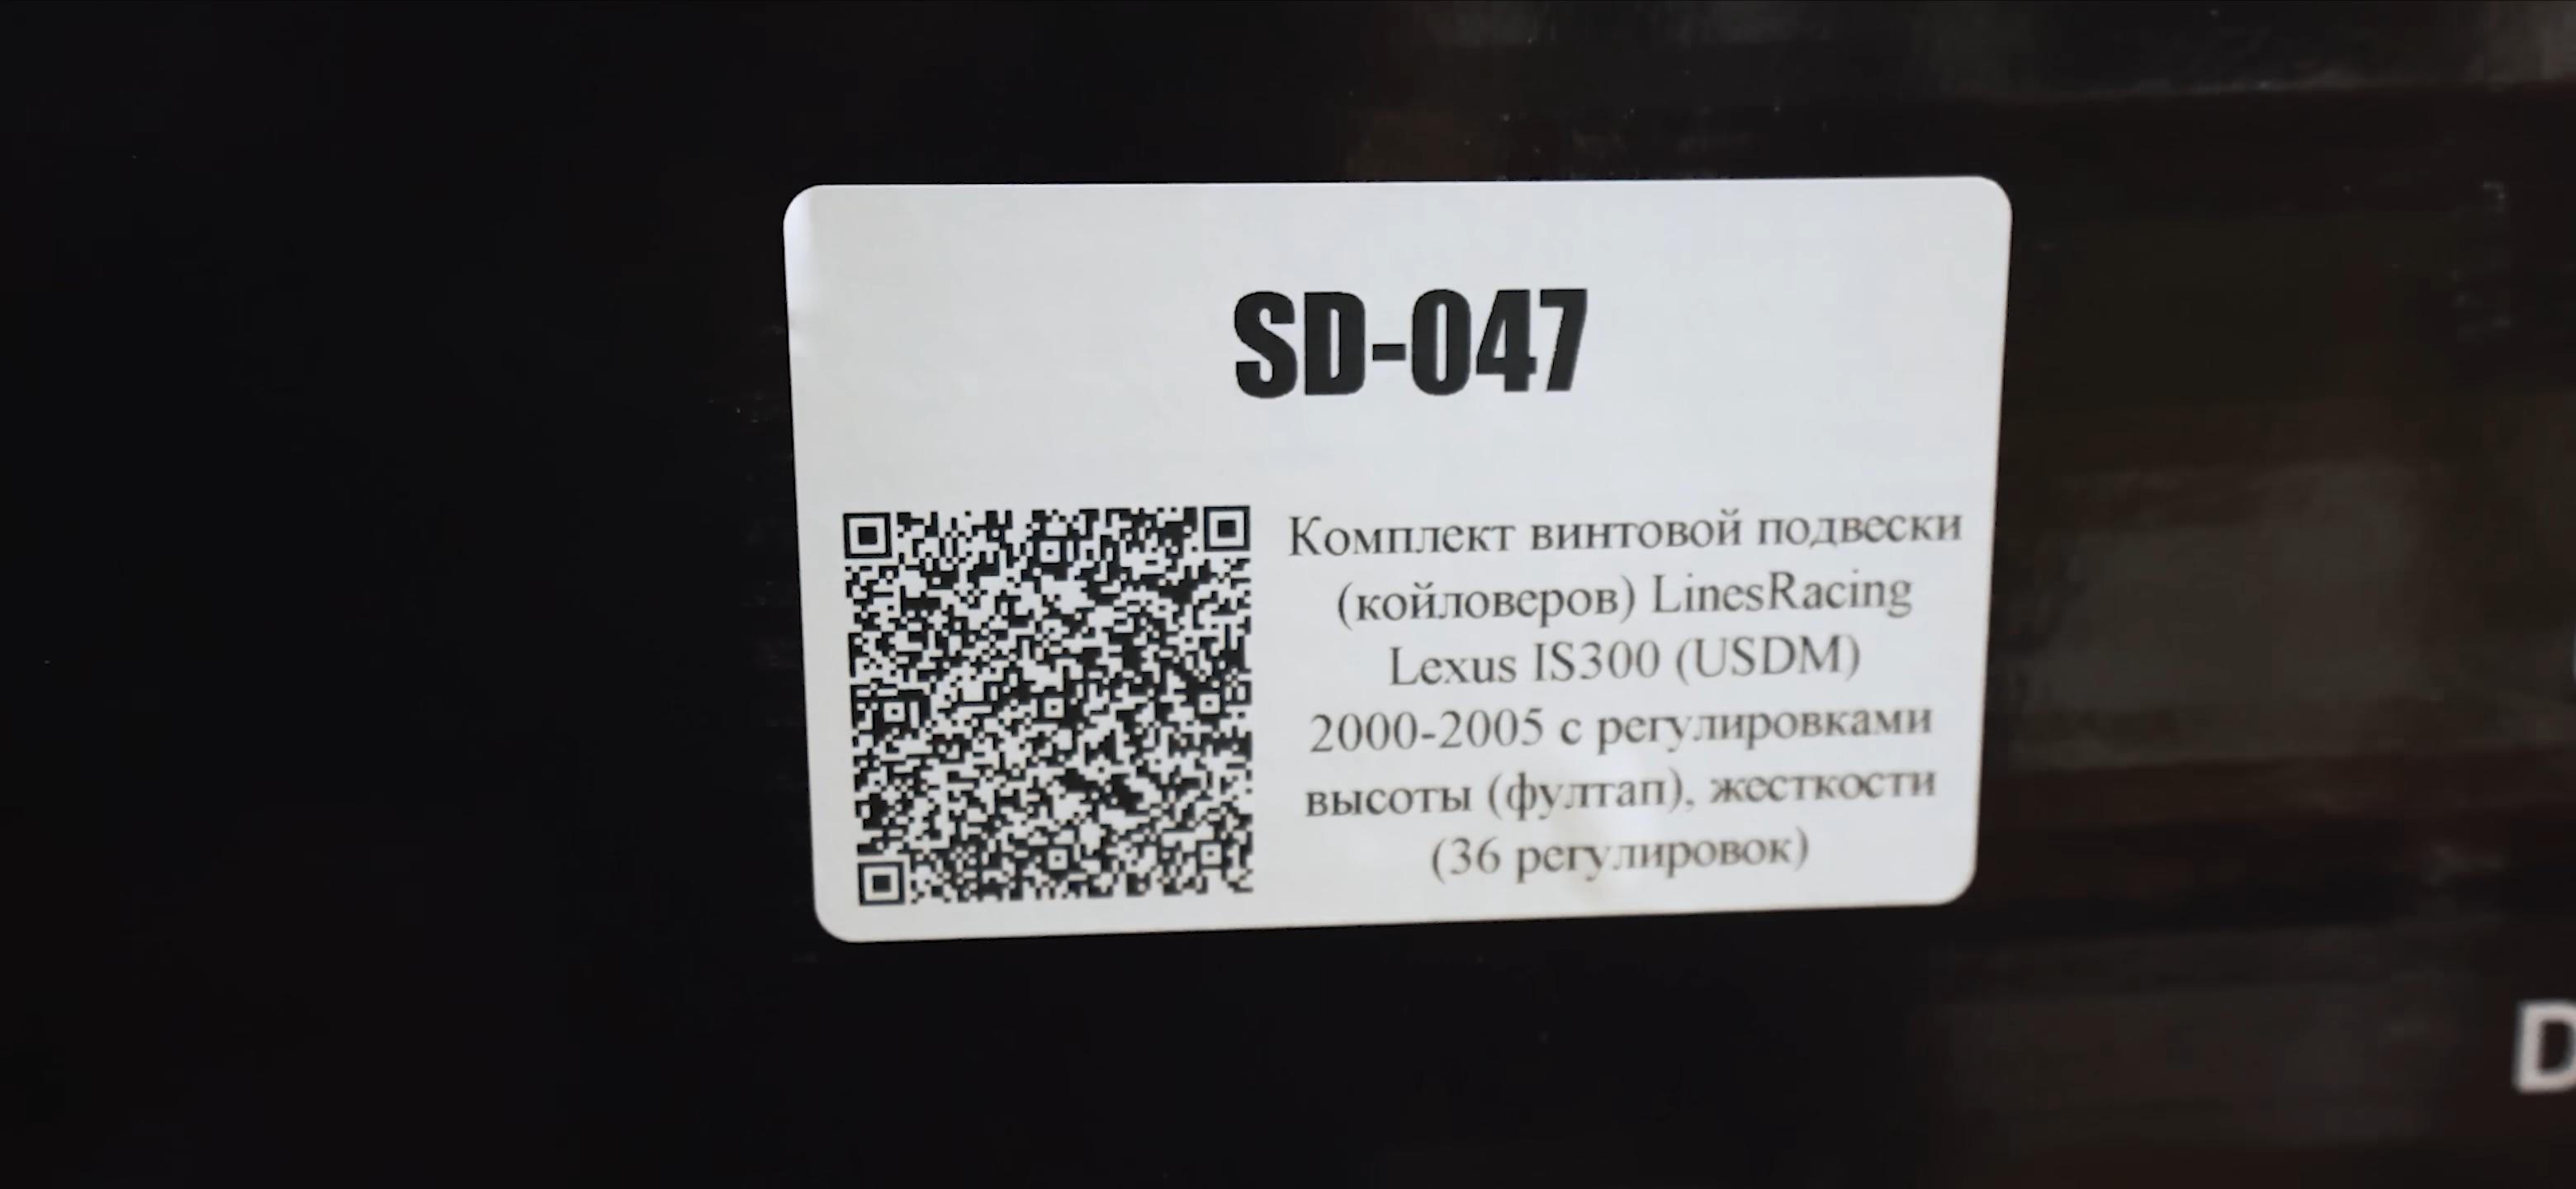 SD-047
Комплект винтовой подвески
(койловеров) LinesRacing
Lexus IS300 (USDM)
2000-2005 с регулировками
высоты (фултап), жесткости
(36 регулировок)
D